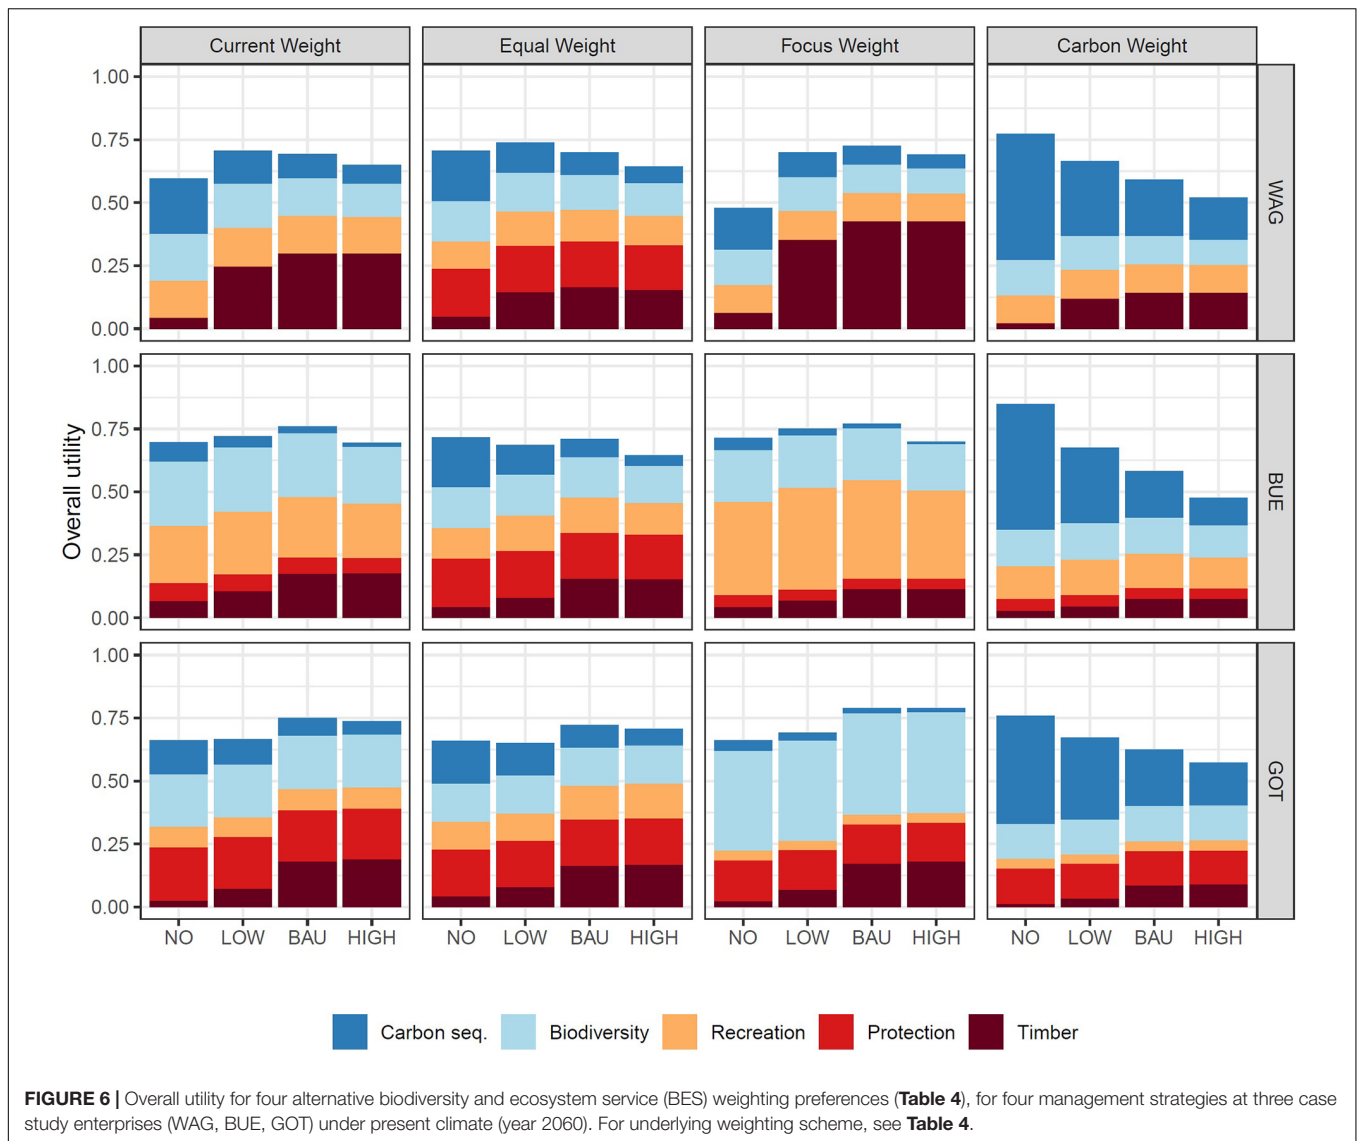 Current Weight Equal Weight Focus Weight Carbon Weight
1.00
0.75
0.50
0.25
0.00
WAG
1.00
0.75
0.50
0.25
0.00
BUE
Overall utility
1.00
0.75
0.50
0.25
0.00
GOT
NO LOW BAU HIGH NO LOW BAU HIGH NO LOW BAU HIGH NO LOW BAU HIGH
Carbon seq. Biodiversity Recreation Protection Timber
FIGURE 6 | Overall utility for four alternative biodiversity and ecosystem service (BES) weighting preferences (Table 4), for four management strategies at three case
study enterprises (WAG, BUE, GOT) under present climate (year 2060). For underlying weighting scheme, see Table 4.